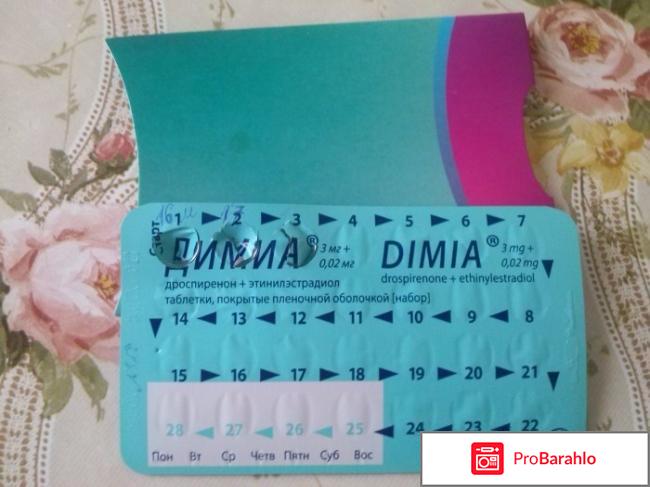 16 17
Старт
1 2 3 4 5 6 7
ДИМИА® 3 мг + 0,02 мг DIMIA® 3 mg + 0,02 mg
дроспиренон + этинилэстрадиол drospirenone + ethinylestradiol
таблетки, покрытые пленочной оболочкой [набор]
14 13 12 11 10 9 8
15 16 17 18 19 20 21
28 27 26 25 24 23 22
Пон Вт Ср Четв Пятн Суб Вос
ProBarahlo